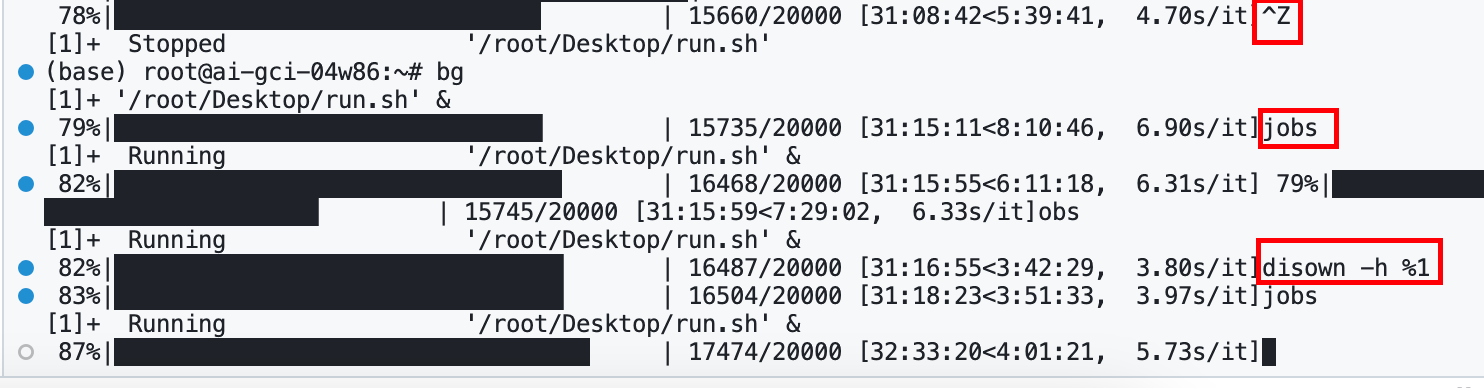 78%| | 15660/20000 [31:08:42<5:39:41, 4.70s/it]^Z
[1]+ Stopped '/root/Desktop/run.sh'
(base) root@ai-gci-04w86:~# bg
[1]+ '/root/Desktop/run.sh' &
79%| | 15735/20000 [31:15:11<8:10:46, 6.90s/it]jobs
[1]+ Running '/root/Desktop/run.sh' &
82%| | 16468/20000 [31:15:55<6:11:18, 6.31s/it] 79%|
| 15745/20000 [31:15:59<7:29:02, 6.33s/it]obs
[1]+ Running '/root/Desktop/run.sh' &
82%| | 16487/20000 [31:16:55<3:42:29, 3.80s/it]disown -h %1
83%| | 16504/20000 [31:18:23<3:51:33, 3.97s/it]jobs
[1]+ Running '/root/Desktop/run.sh' &
87%| | 17474/20000 [32:33:20<4:01:21, 5.73s/it]